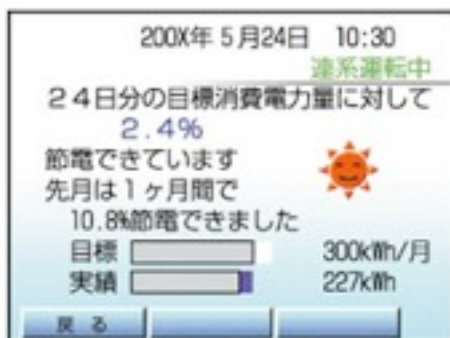 200X年 5月24日 10:30
連系運転中
24日分の目標消費電力量に対して
2.4%
節電できています
先月は1ヶ月間で
10.8%節電できました
目標 300kWh/月
実績 227kWh
戻る